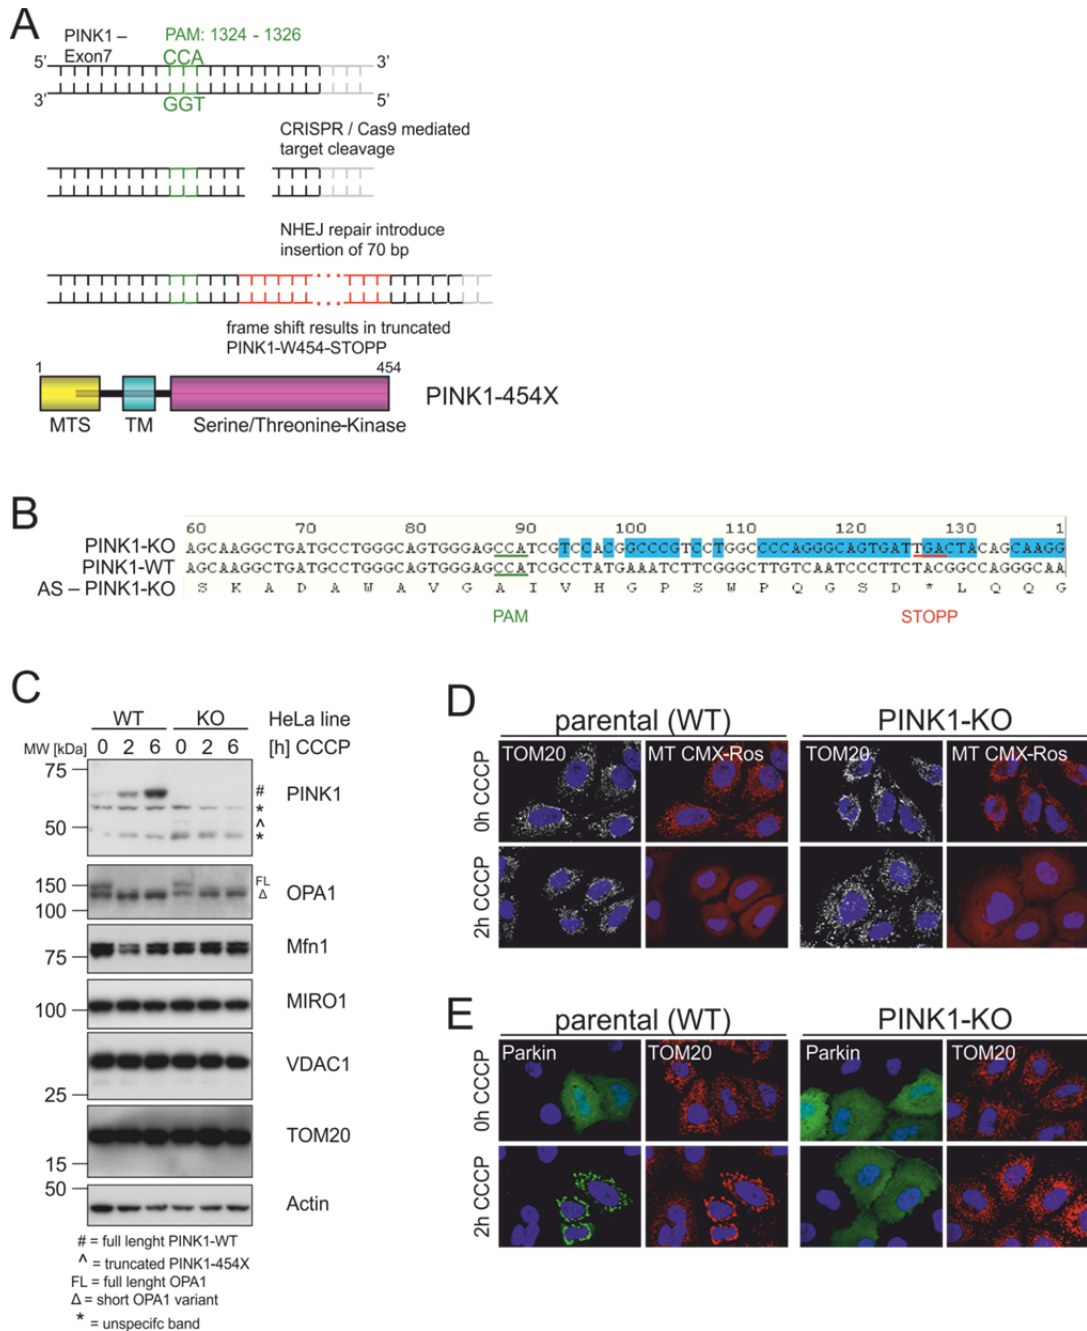 A
PINK1 –
Exon7
PAM: 1324 - 1326
CCA
5'
3'
3'
5'
GGT
CRISPR / Cas9 mediated
target cleavage
NHEJ repair introduce
insertion of 70 bp
frame shift results in truncated
PINK1-W454-STOPP
1
454
PINK1-454X
MTS
TM
Serine/Threonine-Kinase
B
60 70 80 90 100 110 120 130 1
PINK1-KO AGCAAGGCTGATGCCTGGGCAGTGGGAGCCATCGTCCACGGCCCGTCCTGGCCCCAGGGCAGTGATTGACTACAGCAAGG
PINK1-WT AGCAAGGCTGATGCCTGGGCAGTGGGAGCCATCGCCTATGAAATCTTCGGGCTTGTCAATCCCTTCTACGGCCAGGGCAA
AS – PINK1-KO S K A D A W A V G A I V H G P S W P Q G S D * L Q Q G
PAM
STOPP
C
WT KO HeLa line
MW [kDa] 0 2 6 0 2 6 [h] CCCP
75
50
#
*
^
*
PINK1
150
100
FL
Δ
OPA1
75
Mfn1
100
MIRO1
VDAC1
25
TOM20
15
50
Actin
# = full lenght PINK1-WT
^ = truncated PINK1-454X
FL = full lenght OPA1
Δ = short OPA1 variant
* = unspecifc band
D
parental (WT)
PINK1-KO
TOM20
MT CMX-Ros
TOM20
MT CMX-Ros
0h CCCP
2h CCCP
E
parental (WT)
PINK1-KO
Parkin
TOM20
Parkin
TOM20
0h CCCP
2h CCCP